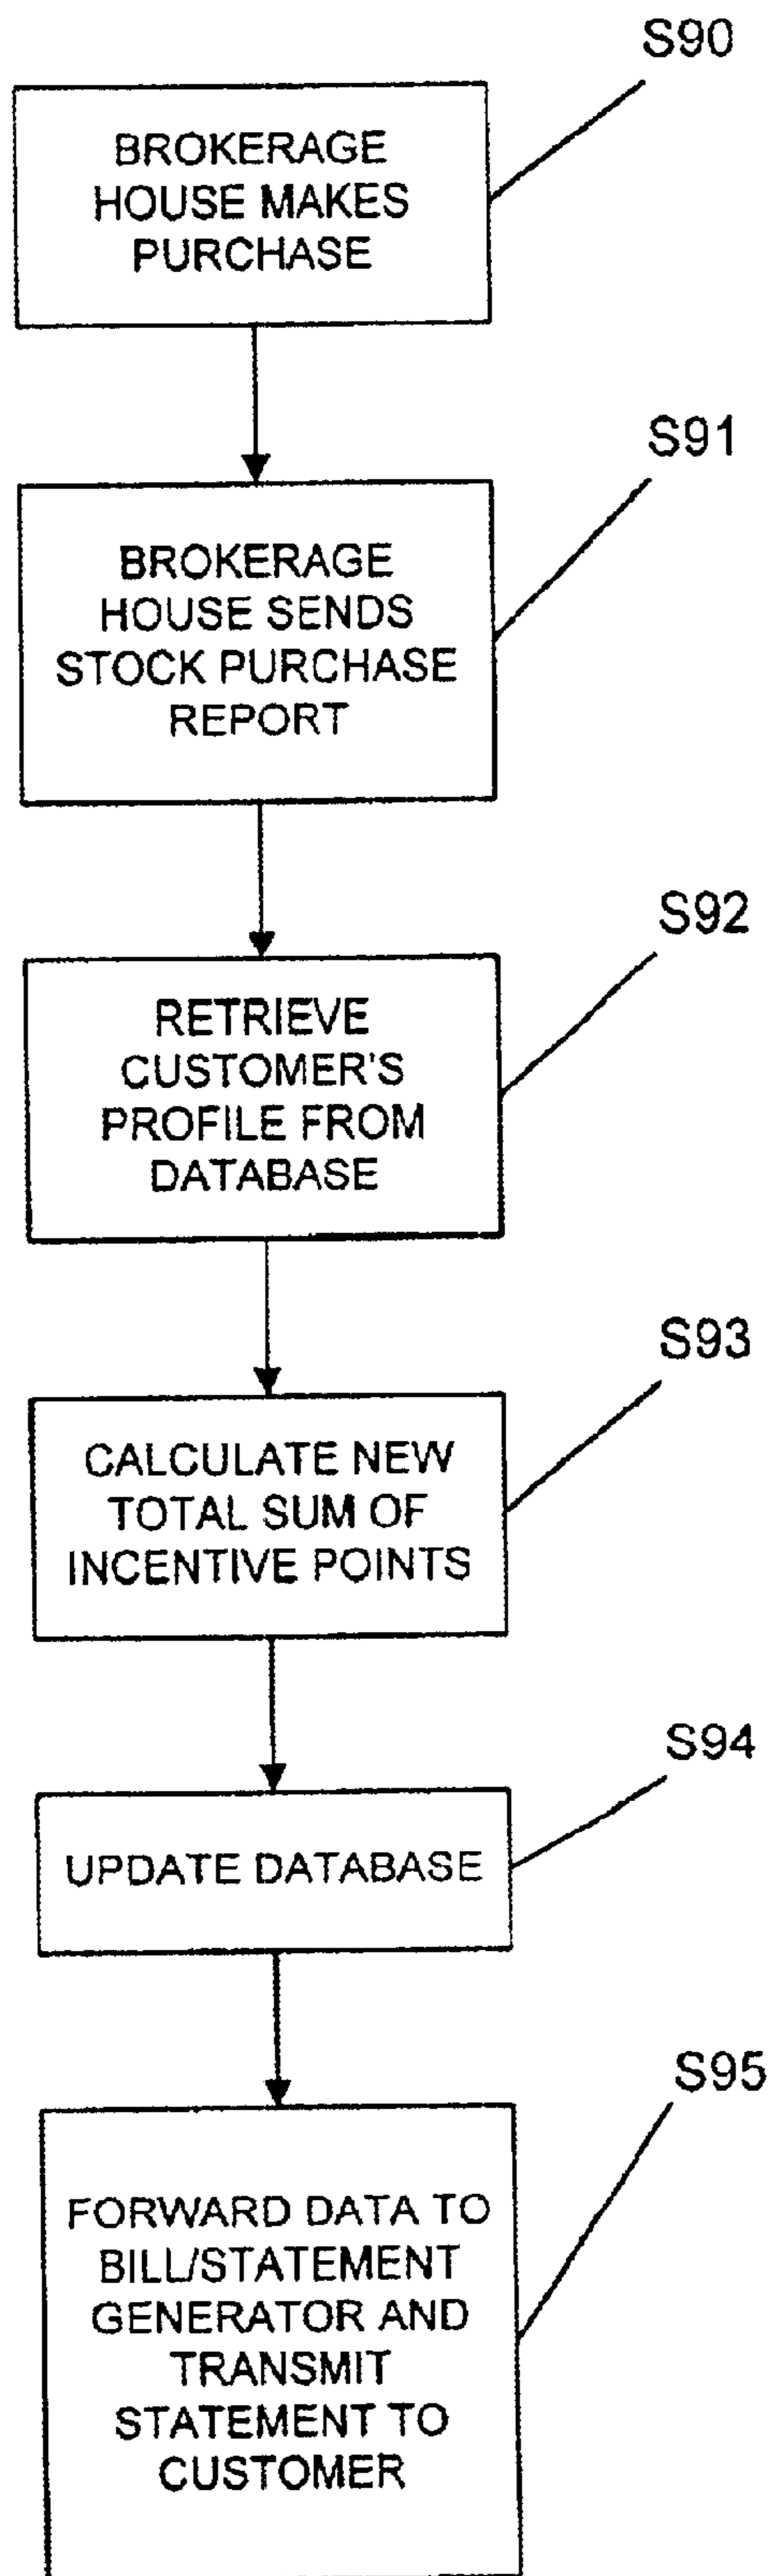 S90
BROKERAGE
HOUSE MAKES
PURCHASE
S91
BROKERAGE
HOUSE SENDS
STOCK PURCHASE
REPORT
S92
RETRIEVE
CUSTOMER'S
PROFILE FROM
DATABASE
S93
CALCULATE NEW
TOTAL SUM OF
INCENTIVE POINTS
S94
UPDATE DATABASE
S95
FORWARD DATA TO
BILL/STATEMENT
GENERATOR AND
TRANSMIT
STATEMENT TO
CUSTOMER